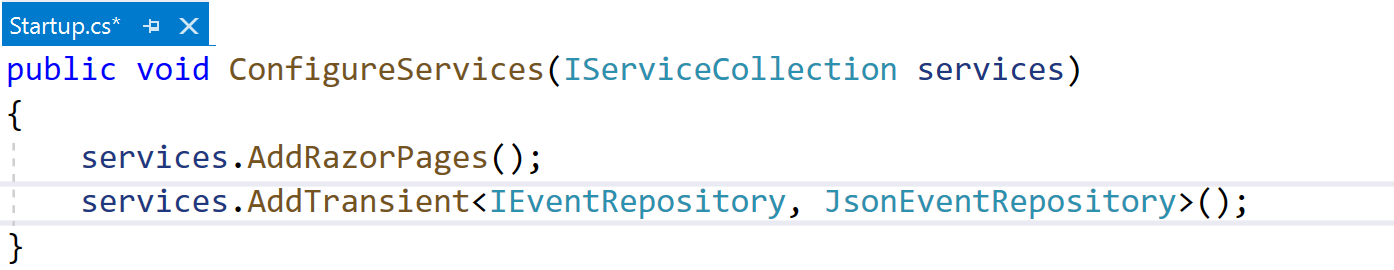 Startup.cs*
public void ConfigureServices(IServiceCollection services)
{
services.AddRazorPages();
services.AddTransient<IEventRepository, JsonEventRepository>();
}